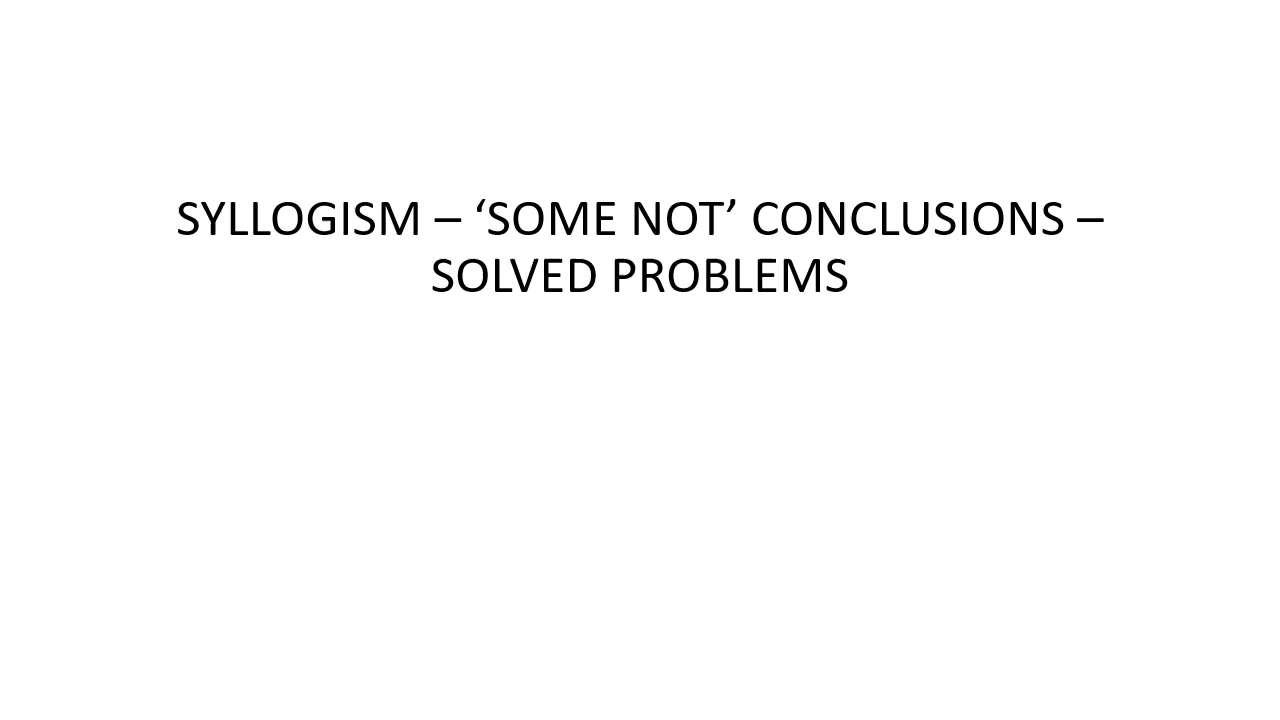 SYLLOGISM – ‘SOME NOT’ CONCLUSIONS –
SOLVED PROBLEMS